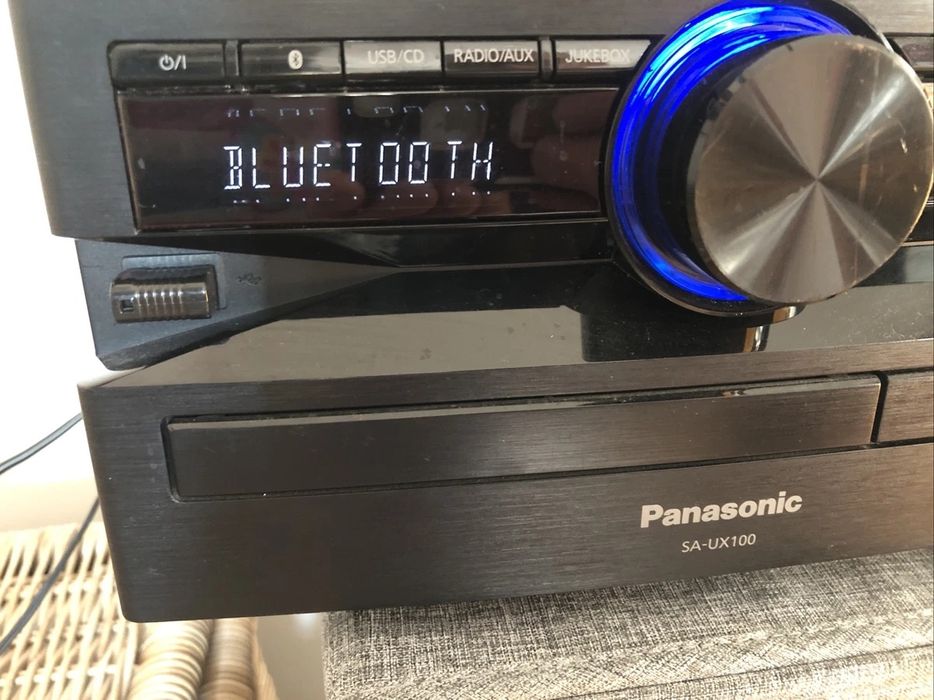 ⏻/I USB/CD RADIO/AUX JUKEBOX
BLUETOOTH
Panasonic
SA-UX100